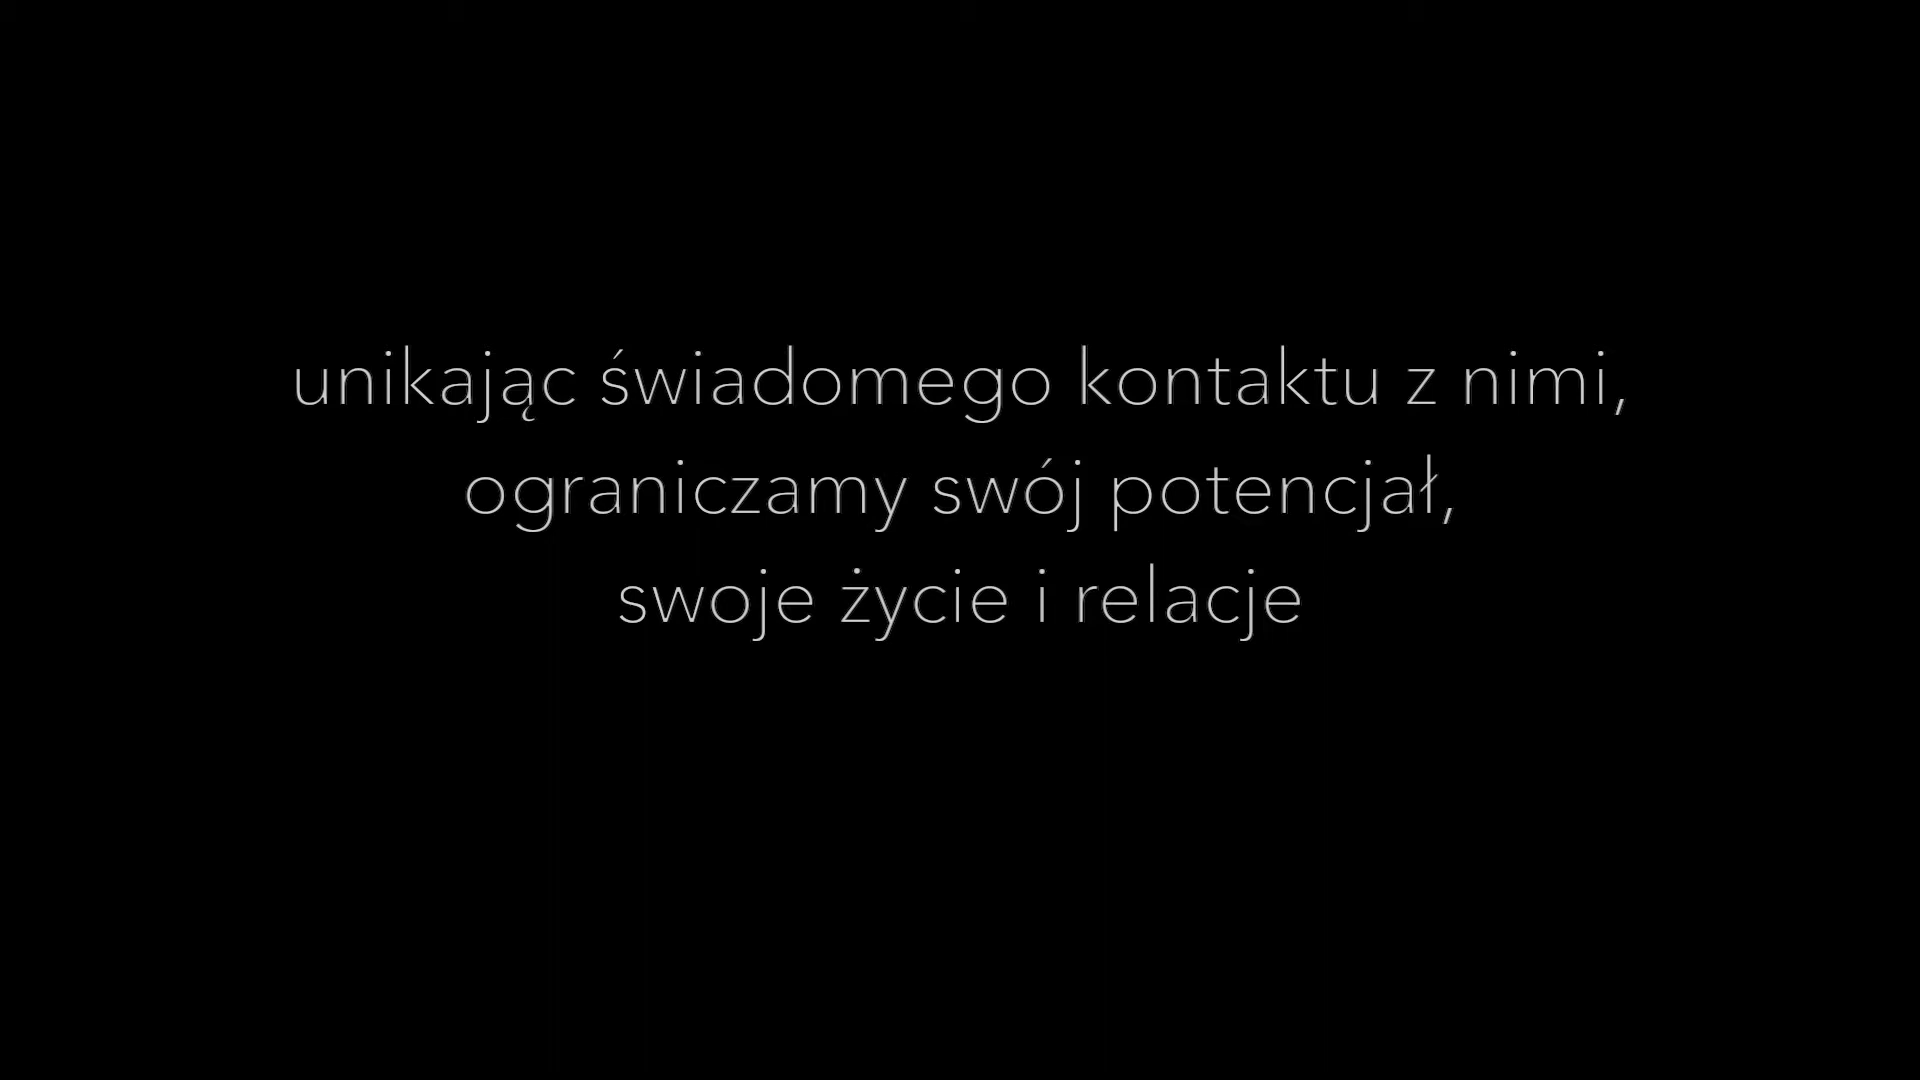 unikając świadomego kontaktu z nimi,
ograniczamy swój potencjał,
swoje życie i relacje